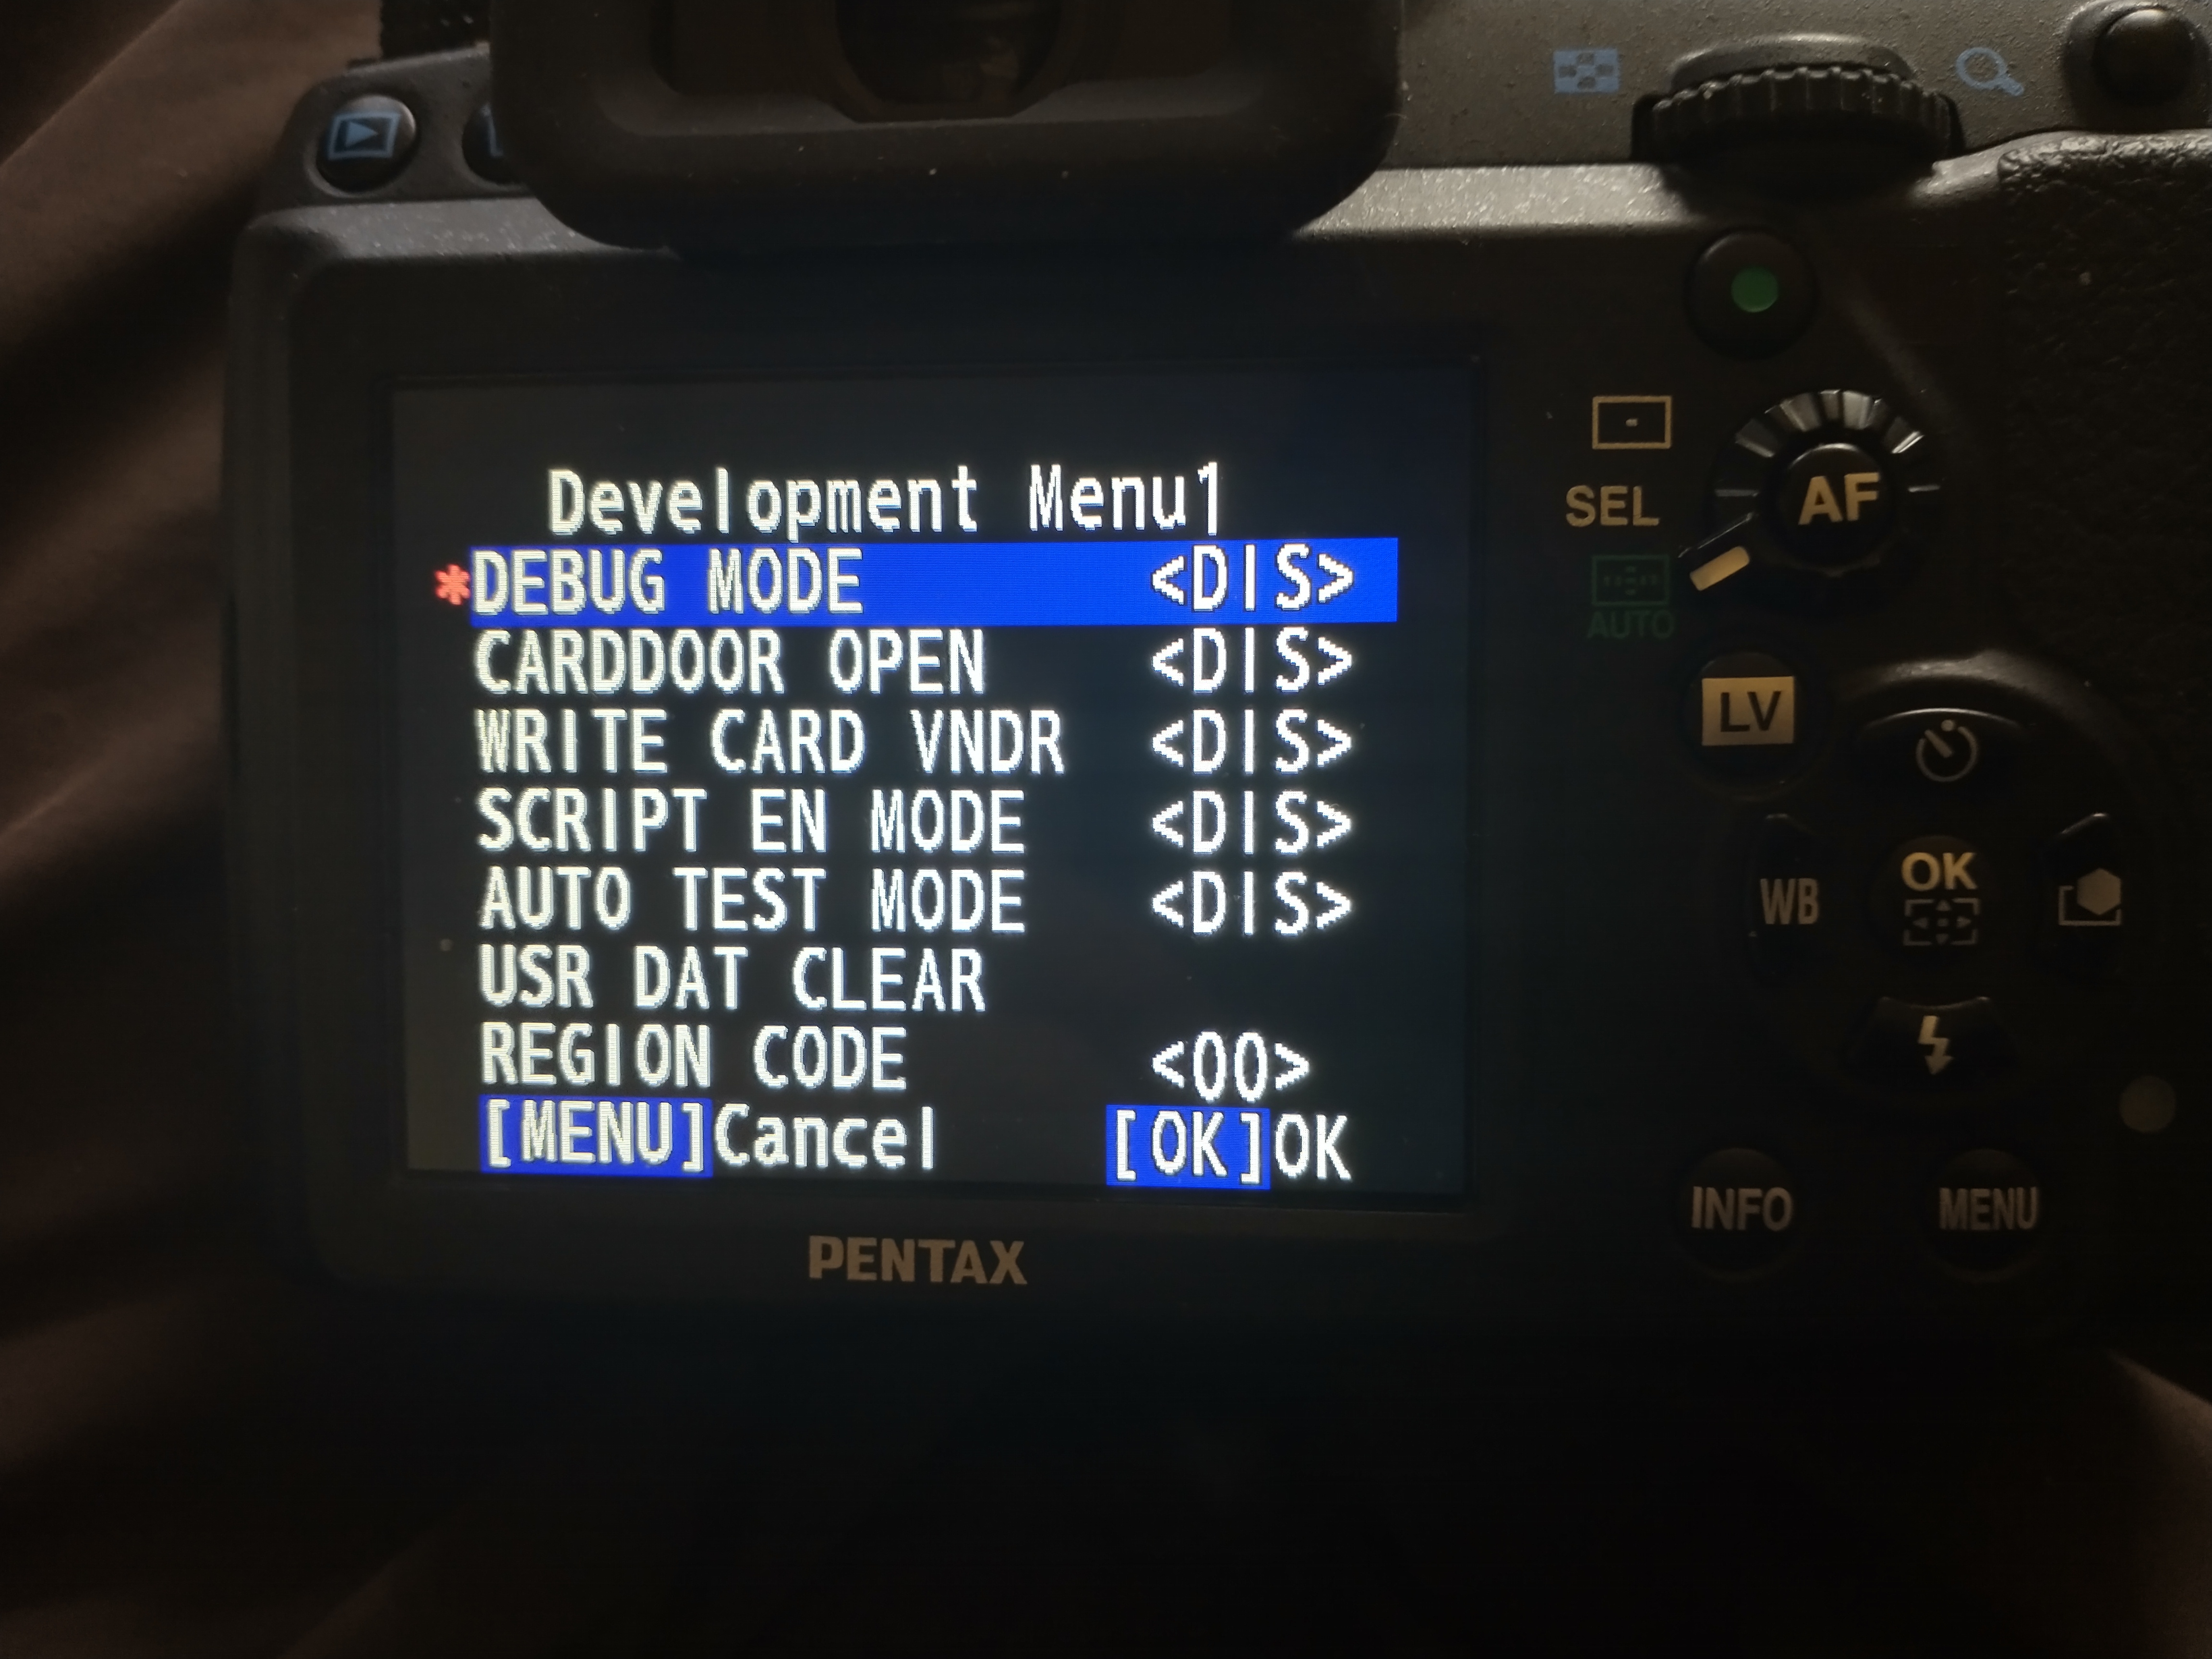 Development Menu1
*DEBUG MODE <DIS>
CARDDOOR OPEN <DIS>
WRITE CARD VNDR <DIS>
SCRIPT EN MODE <DIS>
AUTO TEST MODE <DIS>
USR DAT CLEAR
REGION CODE <00>
[MENU]Cancel [OK]OK
PENTAX
AF
SEL
AUTO
LV
WB
OK
INFO
MENU